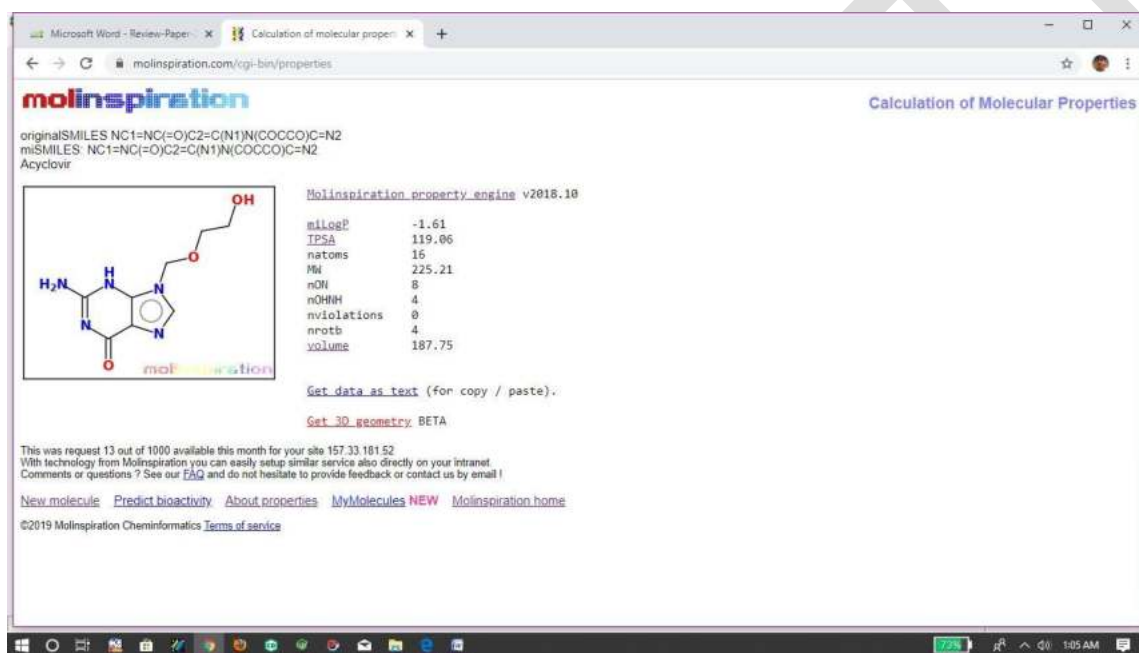 Microsoft Word - Review-Paper-
Calculation of molecular propert
molinspiration.com/cgi-bin/properties
molinspiration
Calculation of Molecular Properties
originalSMILES NC1=NC(=O)C2=C(N1)N(COCCO)C=N2
miSMILES: NC1=NC(=O)C2=C(N1)N(COCCO)C=N2
Acyclovir
OH
O
H
N
N
H₂N
N
N
O
molinspiration
Molinspiration property engine v2018.10
miLogP -1.61
TPSA 119.06
natoms 16
MW 225.21
nON 8
nOHNH 4
nviolations 0
nrotb 4
volume 187.75
Get data as text (for copy / paste).
Get 3D geometry BETA
This was request 13 out of 1000 available this month for your site 157.33.181.52
With technology from Molinspiration you can easily setup similar service also directly on your intranet.
Comments or questions ? See our FAQ and do not hesitate to provide feedback or contact us by email !
New molecule Predict bioactivity About properties MyMolecules NEW Molinspiration home
©2019 Molinspiration Cheminformatics Terms of service
73%
1:05 AM